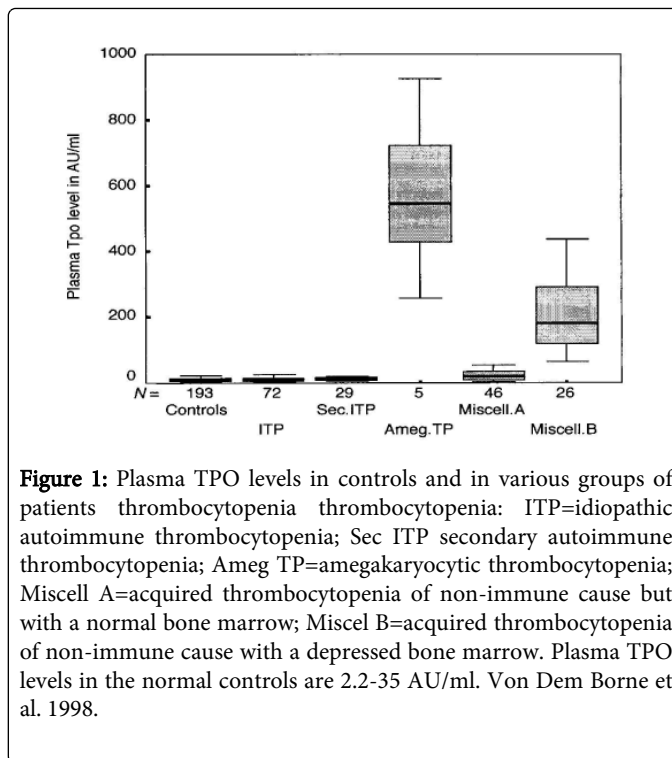 1000
800
600
400
200
0
Plasma Tpo level in AU/ml
N = 193 72 29 5 46 26
Controls Sec.ITP Miscell.A
ITP Ameg.TP Miscell.B
Figure 1: Plasma TPO levels in controls and in various groups of
patients thrombocytopenia thrombocytopenia: ITP=idiopathic
autoimmune thrombocytopenia; Sec ITP secondary autoimmune
thrombocytopenia; Ameg TP=amegakaryocytic thrombocytopenia;
Miscell A=acquired thrombocytopenia of non-immune cause but
with a normal bone marrow; Miscel B=acquired thrombocytopenia
of non-immune cause with a depressed bone marrow. Plasma TPO
levels in the normal controls are 2.2-35 AU/ml. Von Dem Borne et
al. 1998.